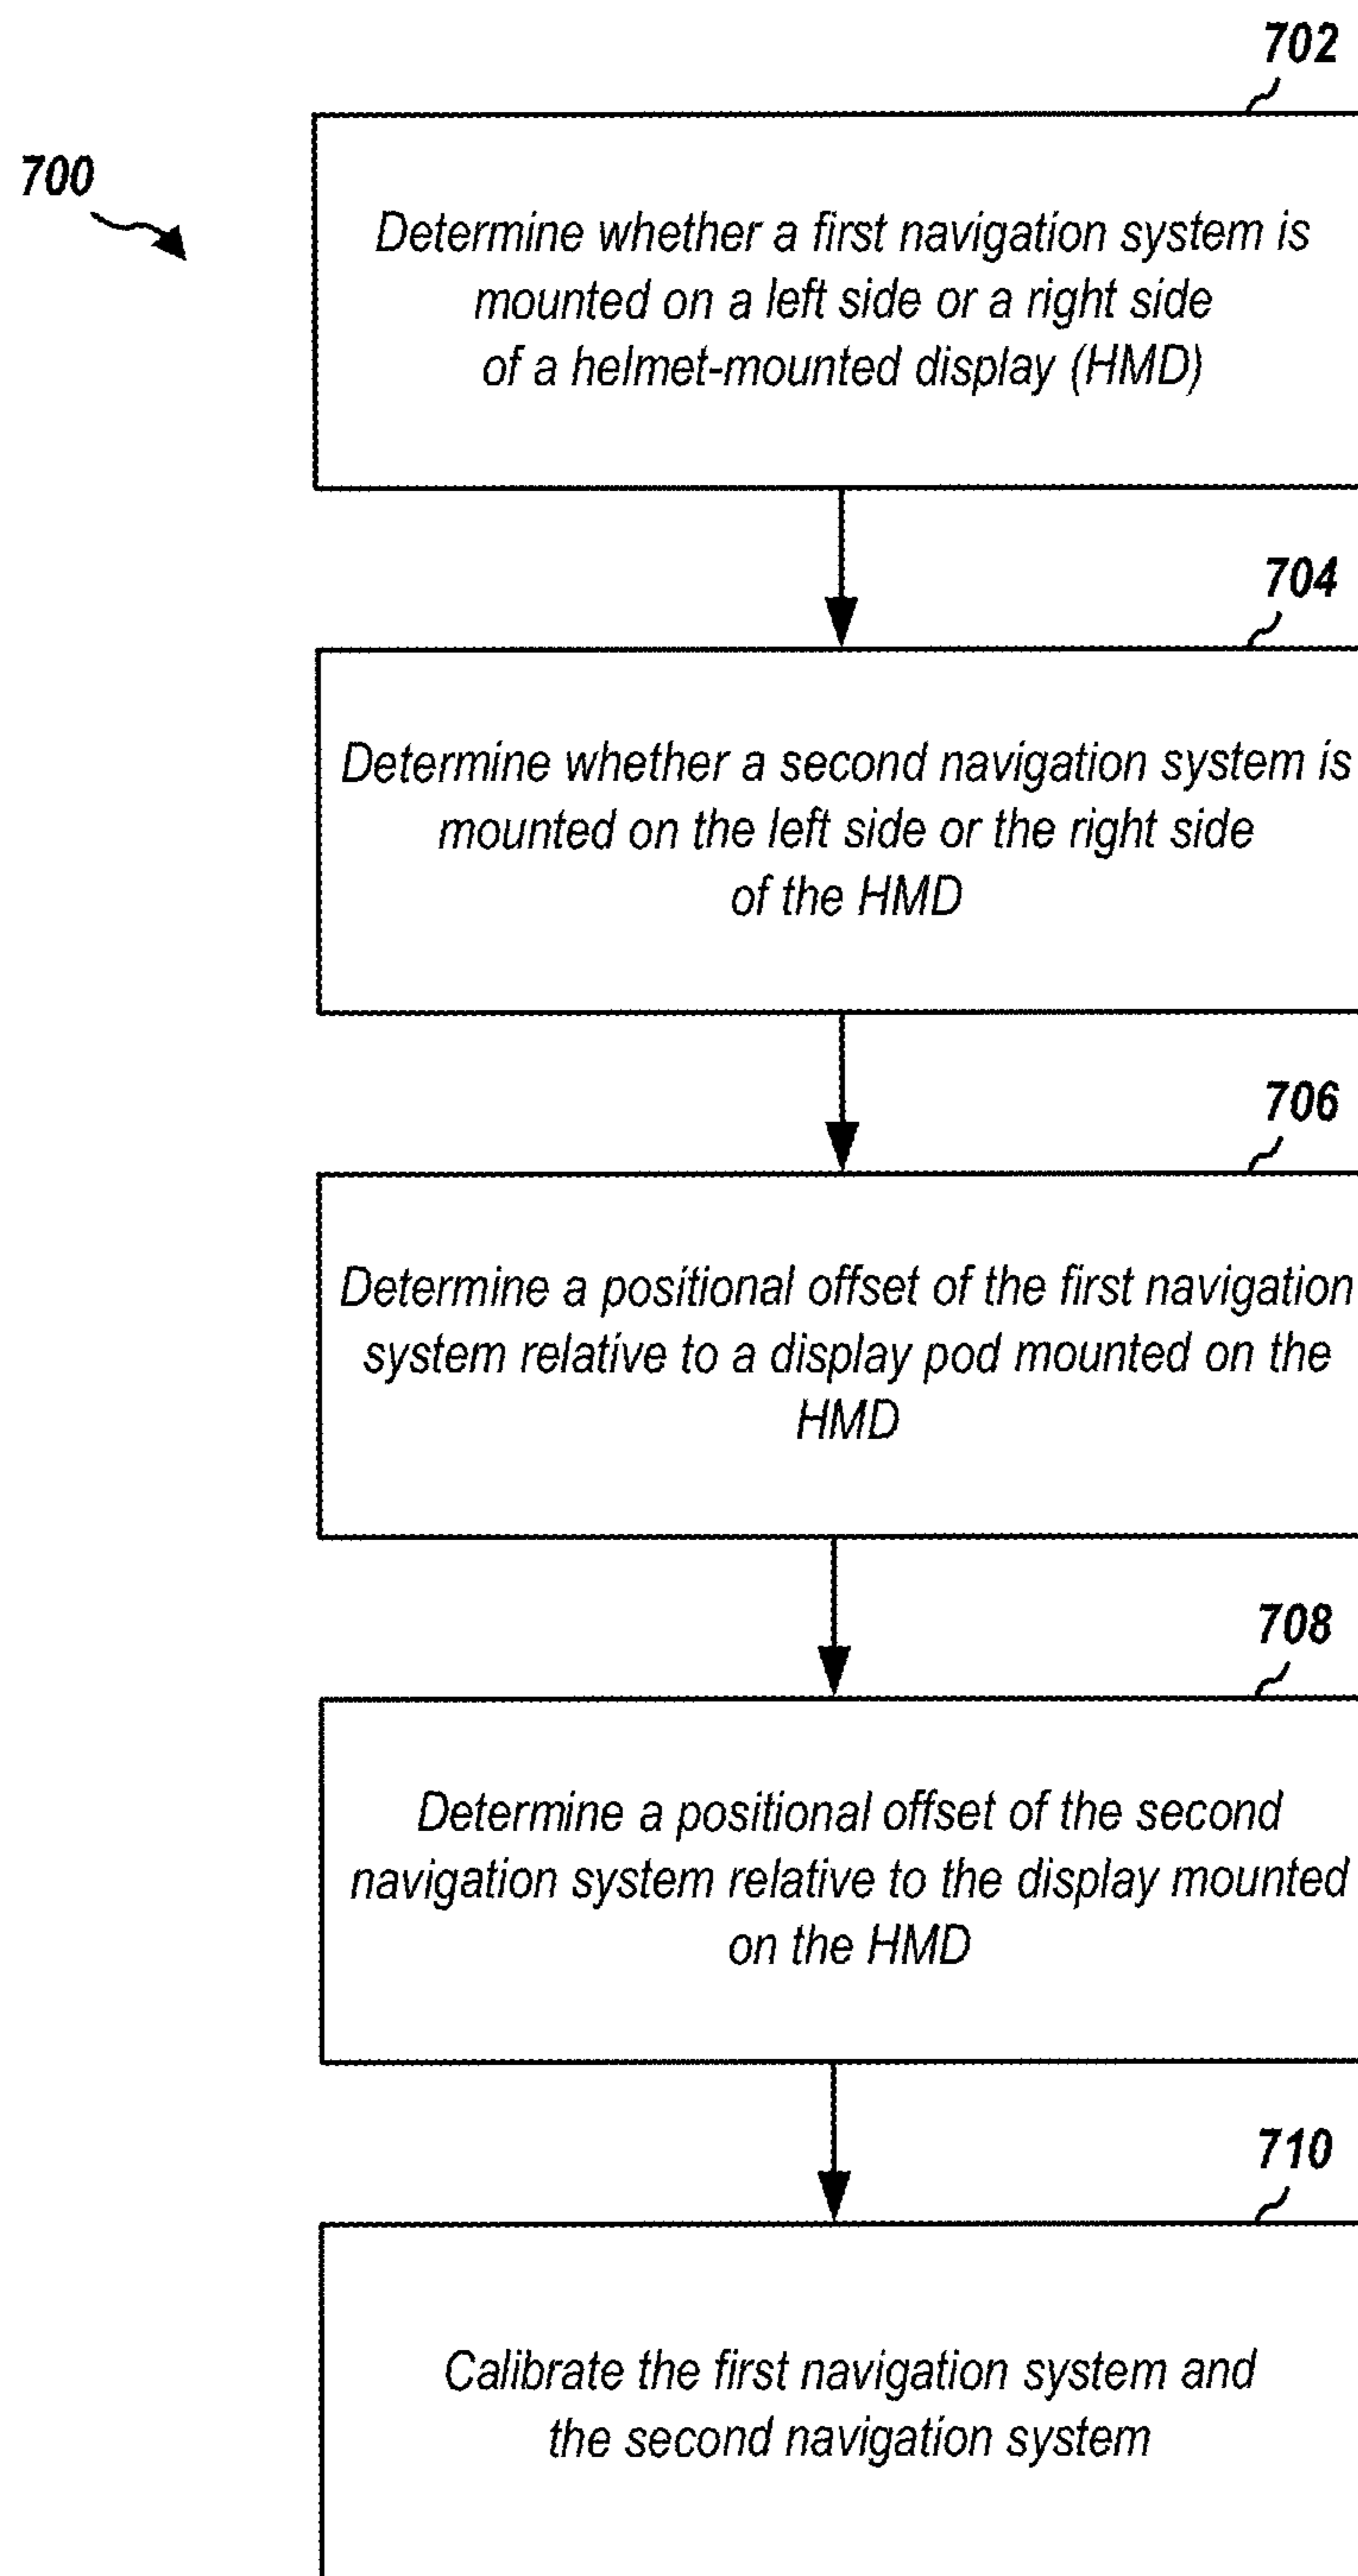 702
700
Determine whether a first navigation system is
mounted on a left side or a right side
of a helmet-mounted display (HMD)
704
Determine whether a second navigation system is
mounted on the left side or the right side
of the HMD
706
Determine a positional offset of the first navigation
system relative to a display pod mounted on the
HMD
708
Determine a positional offset of the second
navigation system relative to the display mounted
on the HMD
710
Calibrate the first navigation system and
the second navigation system